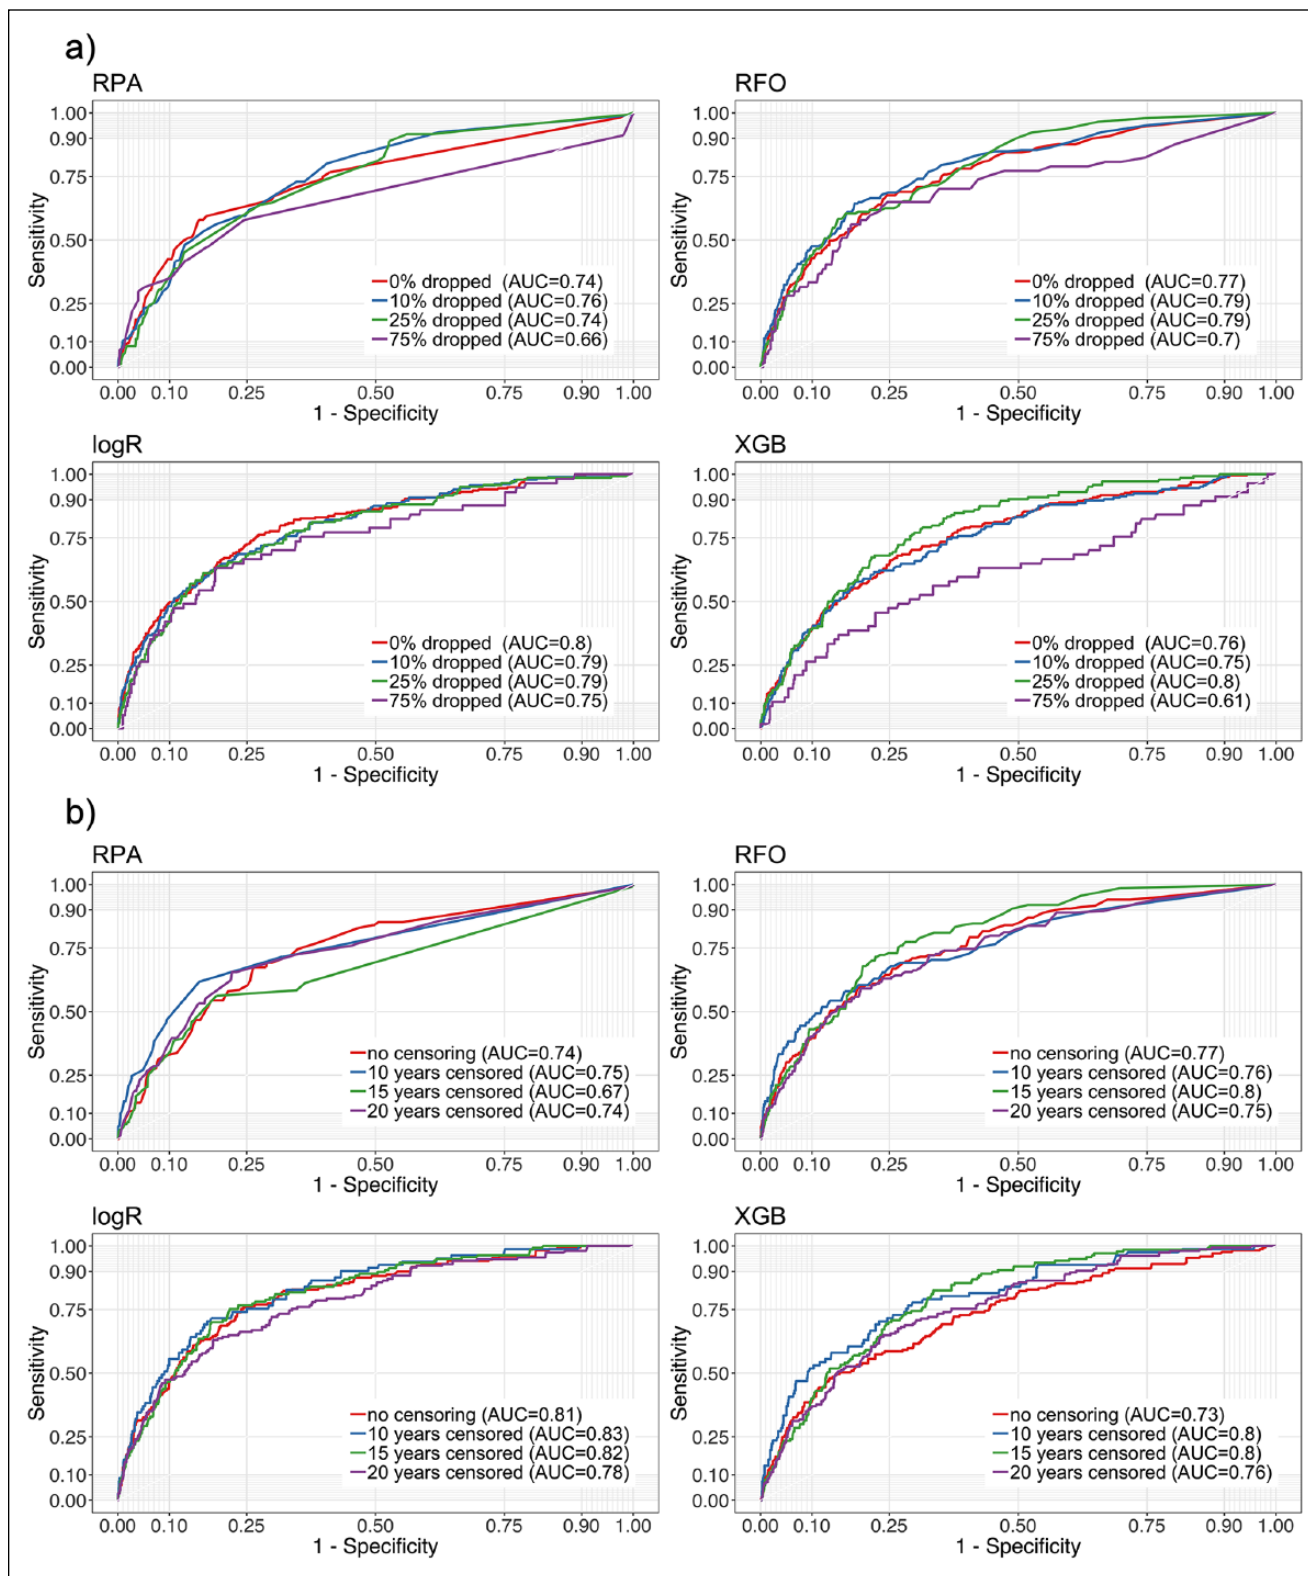 a)
RPA
1.00
0.90
0.75
0.50
0.25
0.10
0.00
Sensitivity
0% dropped (AUC=0.74)
10% dropped (AUC=0.76)
25% dropped (AUC=0.74)
75% dropped (AUC=0.66)
0.00 0.10 0.25 0.50 0.75 0.90 1.00
1 - Specificity
RFO
1.00
0.90
0.75
0.50
0.25
0.10
0.00
Sensitivity
0% dropped (AUC=0.77)
10% dropped (AUC=0.79)
25% dropped (AUC=0.79)
75% dropped (AUC=0.7)
0.00 0.10 0.25 0.50 0.75 0.90 1.00
1 - Specificity
logR
1.00
0.90
0.75
0.50
0.25
0.10
0.00
Sensitivity
0% dropped (AUC=0.8)
10% dropped (AUC=0.79)
25% dropped (AUC=0.79)
75% dropped (AUC=0.75)
0.00 0.10 0.25 0.50 0.75 0.90 1.00
1 - Specificity
XGB
1.00
0.90
0.75
0.50
0.25
0.10
0.00
Sensitivity
0% dropped (AUC=0.76)
10% dropped (AUC=0.75)
25% dropped (AUC=0.8)
75% dropped (AUC=0.61)
0.00 0.10 0.25 0.50 0.75 0.90 1.00
1 - Specificity
b)
RPA
1.00
0.90
0.75
0.50
0.25
0.10
0.00
Sensitivity
no censoring (AUC=0.74)
10 years censored (AUC=0.75)
15 years censored (AUC=0.67)
20 years censored (AUC=0.74)
0.00 0.10 0.25 0.50 0.75 0.90 1.00
1 - Specificity
RFO
1.00
0.90
0.75
0.50
0.25
0.10
0.00
Sensitivity
no censoring (AUC=0.77)
10 years censored (AUC=0.76)
15 years censored (AUC=0.8)
20 years censored (AUC=0.75)
0.00 0.10 0.25 0.50 0.75 0.90 1.00
1 - Specificity
logR
1.00
0.90
0.75
0.50
0.25
0.10
0.00
Sensitivity
no censoring (AUC=0.81)
10 years censored (AUC=0.83)
15 years censored (AUC=0.82)
20 years censored (AUC=0.78)
0.00 0.10 0.25 0.50 0.75 0.90 1.00
1 - Specificity
XGB
1.00
0.90
0.75
0.50
0.25
0.10
0.00
Sensitivity
no censoring (AUC=0.73)
10 years censored (AUC=0.8)
15 years censored (AUC=0.8)
20 years censored (AUC=0.76)
0.00 0.10 0.25 0.50 0.75 0.90 1.00
1 - Specificity